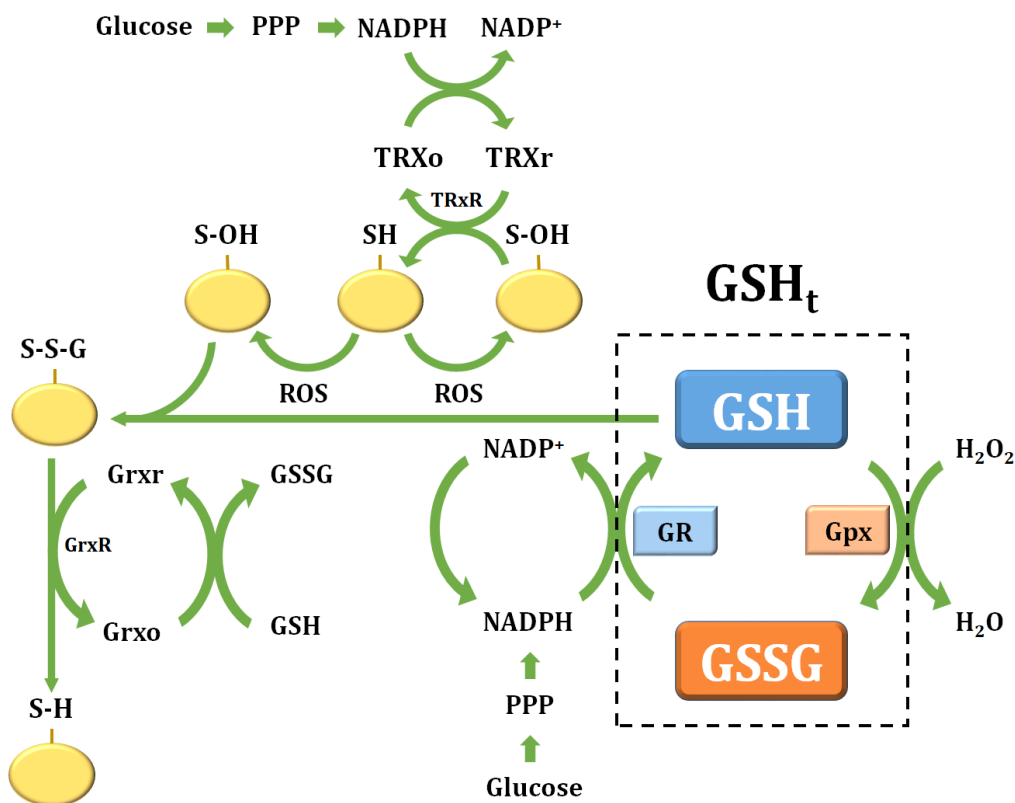 Glucose PPP NADPH NADP⁺
TRXo TRXr
TRxR
S-OH SH S-OH
GSHₜ
S-S-G
ROS ROS
GSH
NADP⁺ H₂O₂
Grxr GSSG
GR Gpx
GrxR
Grxo GSH NADPH H₂O
GSSG
S-H PPP
Glucose